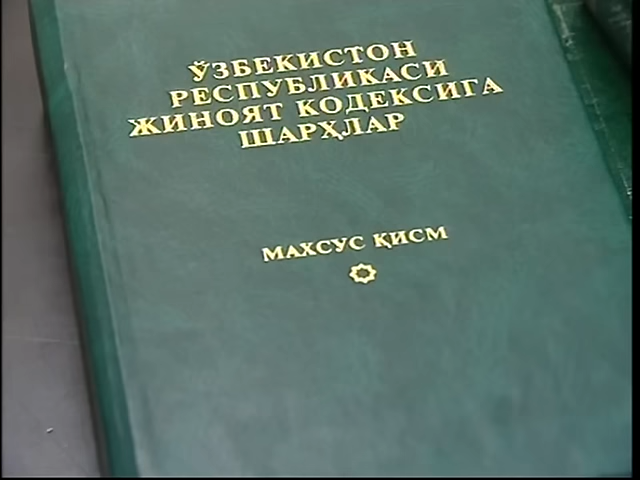 ЎЗБЕКИСТОН
РЕСПУБЛИКАСИ
ЖИНОЯТ КОДЕКСИГА
ШАРҲЛАР
МАХСУС ҚИСМ